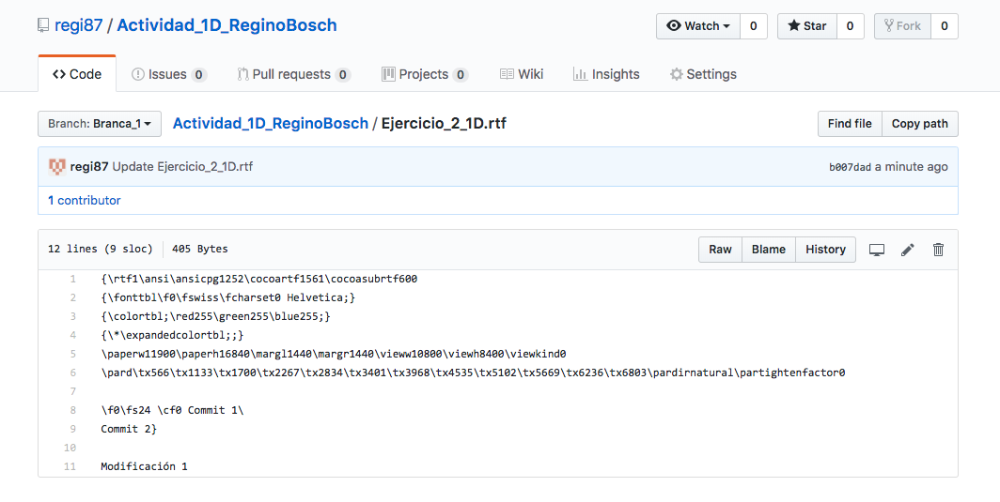 regi87 / Actividad_1D_ReginoBosch
Watch 0 Star 0 Fork 0
Code Issues 0 Pull requests 0 Projects 0 Wiki Insights Settings
Branch: Branca_1 Actividad_1D_ReginoBosch / Ejercicio_2_1D.rtf Find file Copy path
regi87 Update Ejercicio_2_1D.rtf b007dad a minute ago
1 contributor
12 lines (9 sloc) 405 Bytes Raw Blame History
1 {\rtf1\ansi\ansicpg1252\cocoartf1561\cocoasubrtf600
2 {\fonttbl\f0\fswiss\fcharset0 Helvetica;}
3 {\colortbl;\red255\green255\blue255;}
4 {\*\expandedcolortbl;;}
5 \paperw11900\paperh16840\margl1440\margr1440\vieww10800\viewh8400\viewkind0
6 \pard\tx566\tx1133\tx1700\tx2267\tx2834\tx3401\tx3968\tx4535\tx5102\tx5669\tx6236\tx6803\pardirnatural\partightenfactor0
7
8 \f0\fs24 \cf0 Commit 1\
9 Commit 2}
10
11 Modificación 1